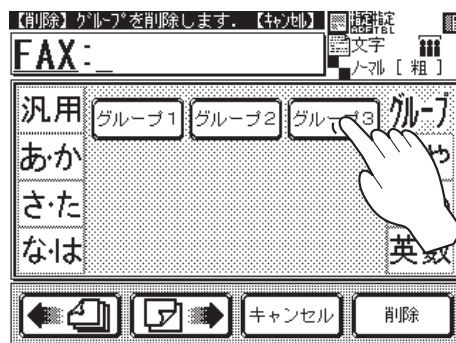 【削除】グループを削除します. 【キャンセル】
FAX:_
文字
ノーマル [ 粗 ]
汎用 グループ1 グループ2 グループ3 グループ
あ・か や
さ・た
な・は 英数
キャンセル 削除